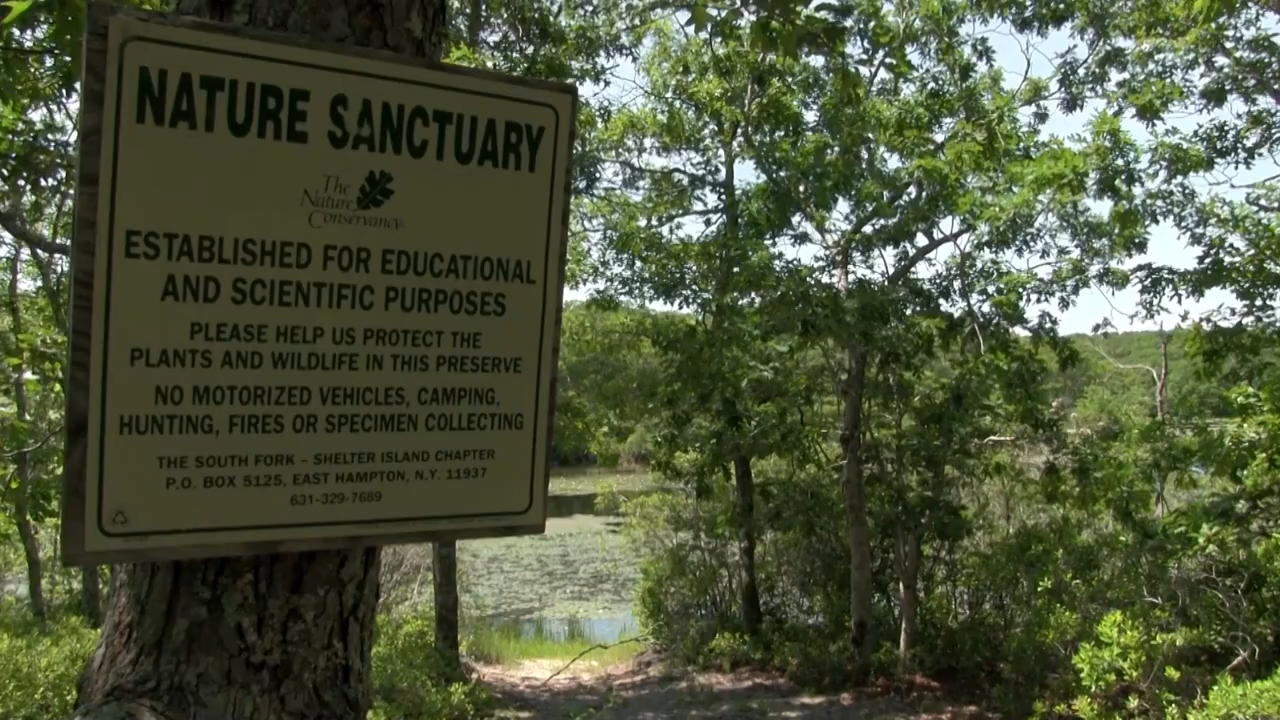 NATURE SANCTUARY
The
Nature
Conservancy®
ESTABLISHED FOR EDUCATIONAL
AND SCIENTIFIC PURPOSES
PLEASE HELP US PROTECT THE
PLANTS AND WILDLIFE IN THIS PRESERVE
NO MOTORIZED VEHICLES, CAMPING,
HUNTING, FIRES OR SPECIMEN COLLECTING
THE SOUTH FORK – SHELTER ISLAND CHAPTER
P.O. BOX 5125, EAST HAMPTON, N.Y. 11937
631-329-7689